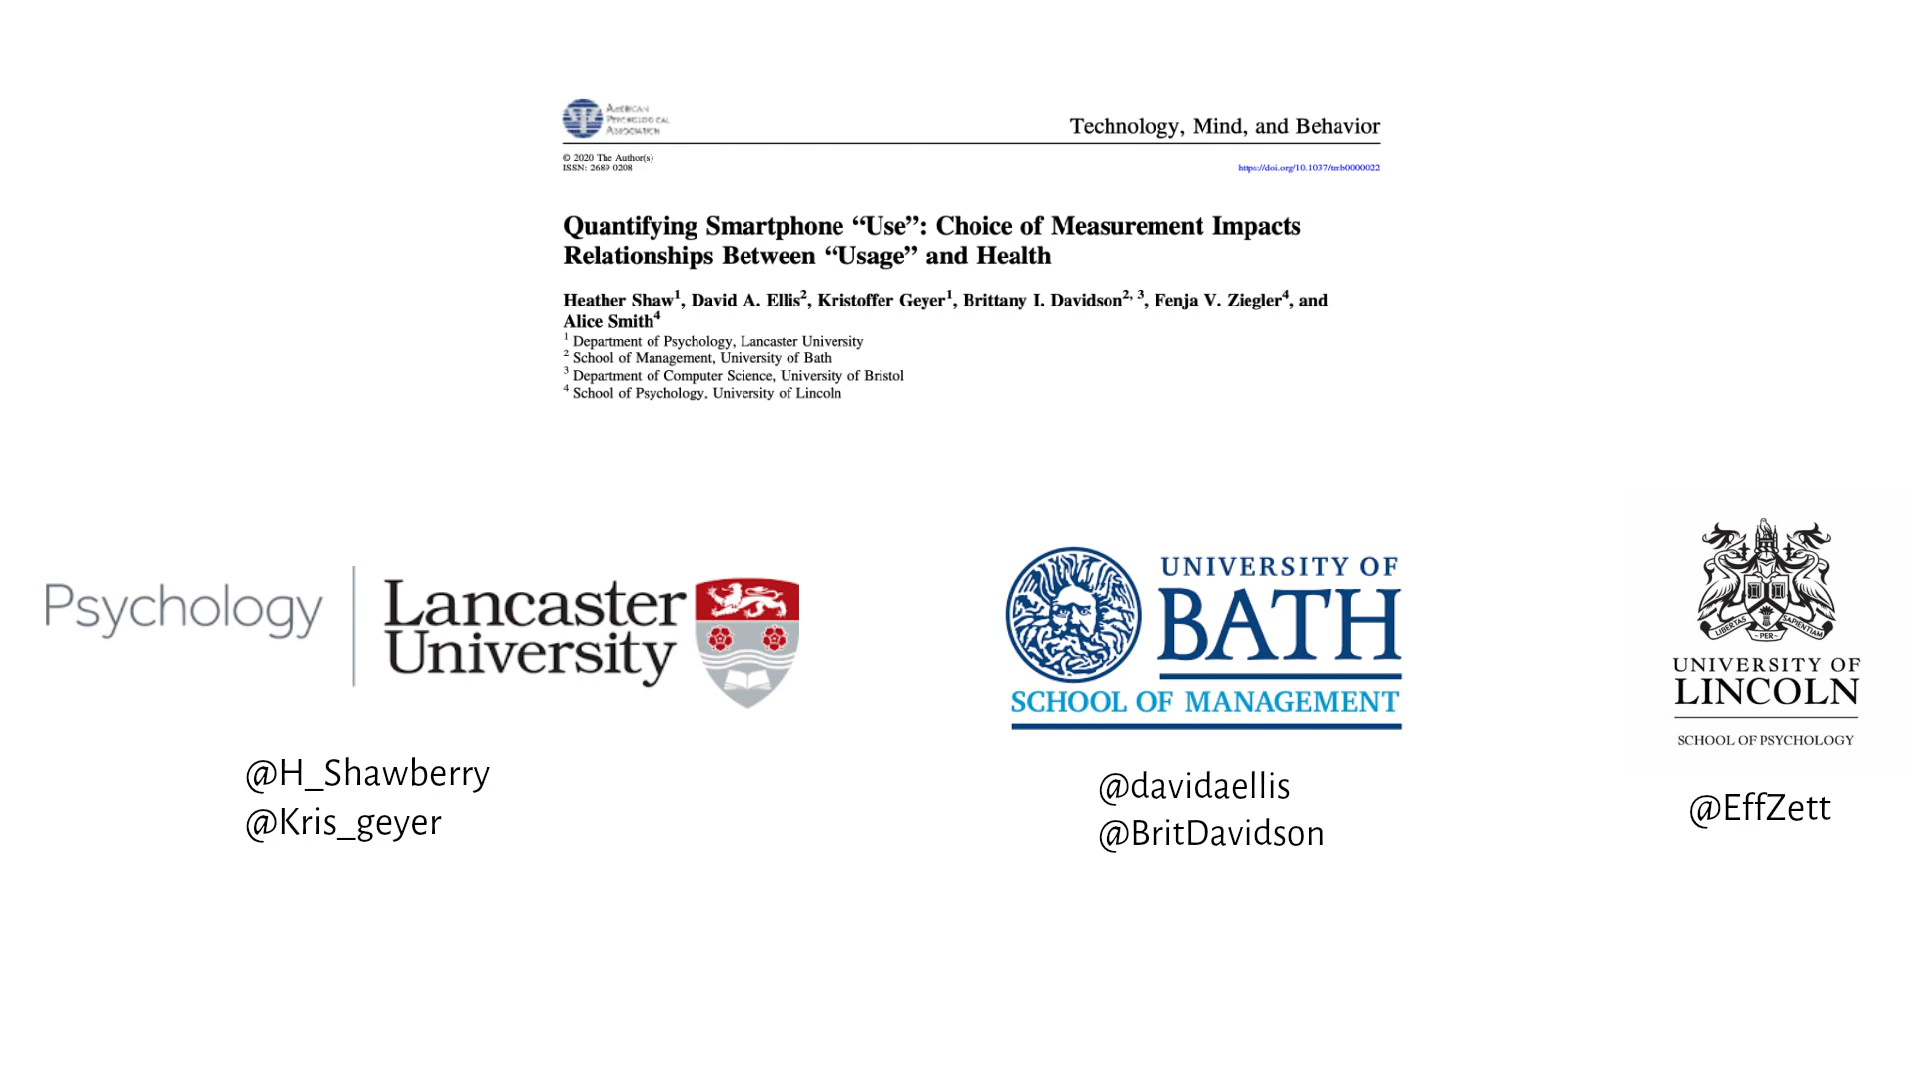 AMERICAN
PSYCHOLOGICAL
ASSOCIATION
Technology, Mind, and Behavior
© 2020 The Author(s)
ISSN: 2689-0208
https://doi.org/10.1037/tmb0000022
Quantifying Smartphone “Use”: Choice of Measurement Impacts
Relationships Between “Usage” and Health
Heather Shaw1, David A. Ellis2, Kristoffer Geyer1, Brittany I. Davidson2, 3, Fenja V. Ziegler4, and
Alice Smith4
1 Department of Psychology, Lancaster University
2 School of Management, University of Bath
3 Department of Computer Science, University of Bristol
4 School of Psychology, University of Lincoln
Psychology
Lancaster
University
@H_Shawberry
@Kris_geyer
UNIVERSITY OF
BATH
SCHOOL OF MANAGEMENT
@davidaellis
@BritDavidson
LIBERTAS
PER
SAPIENTIAM
UNIVERSITY OF
LINCOLN
SCHOOL OF PSYCHOLOGY
@EffZett